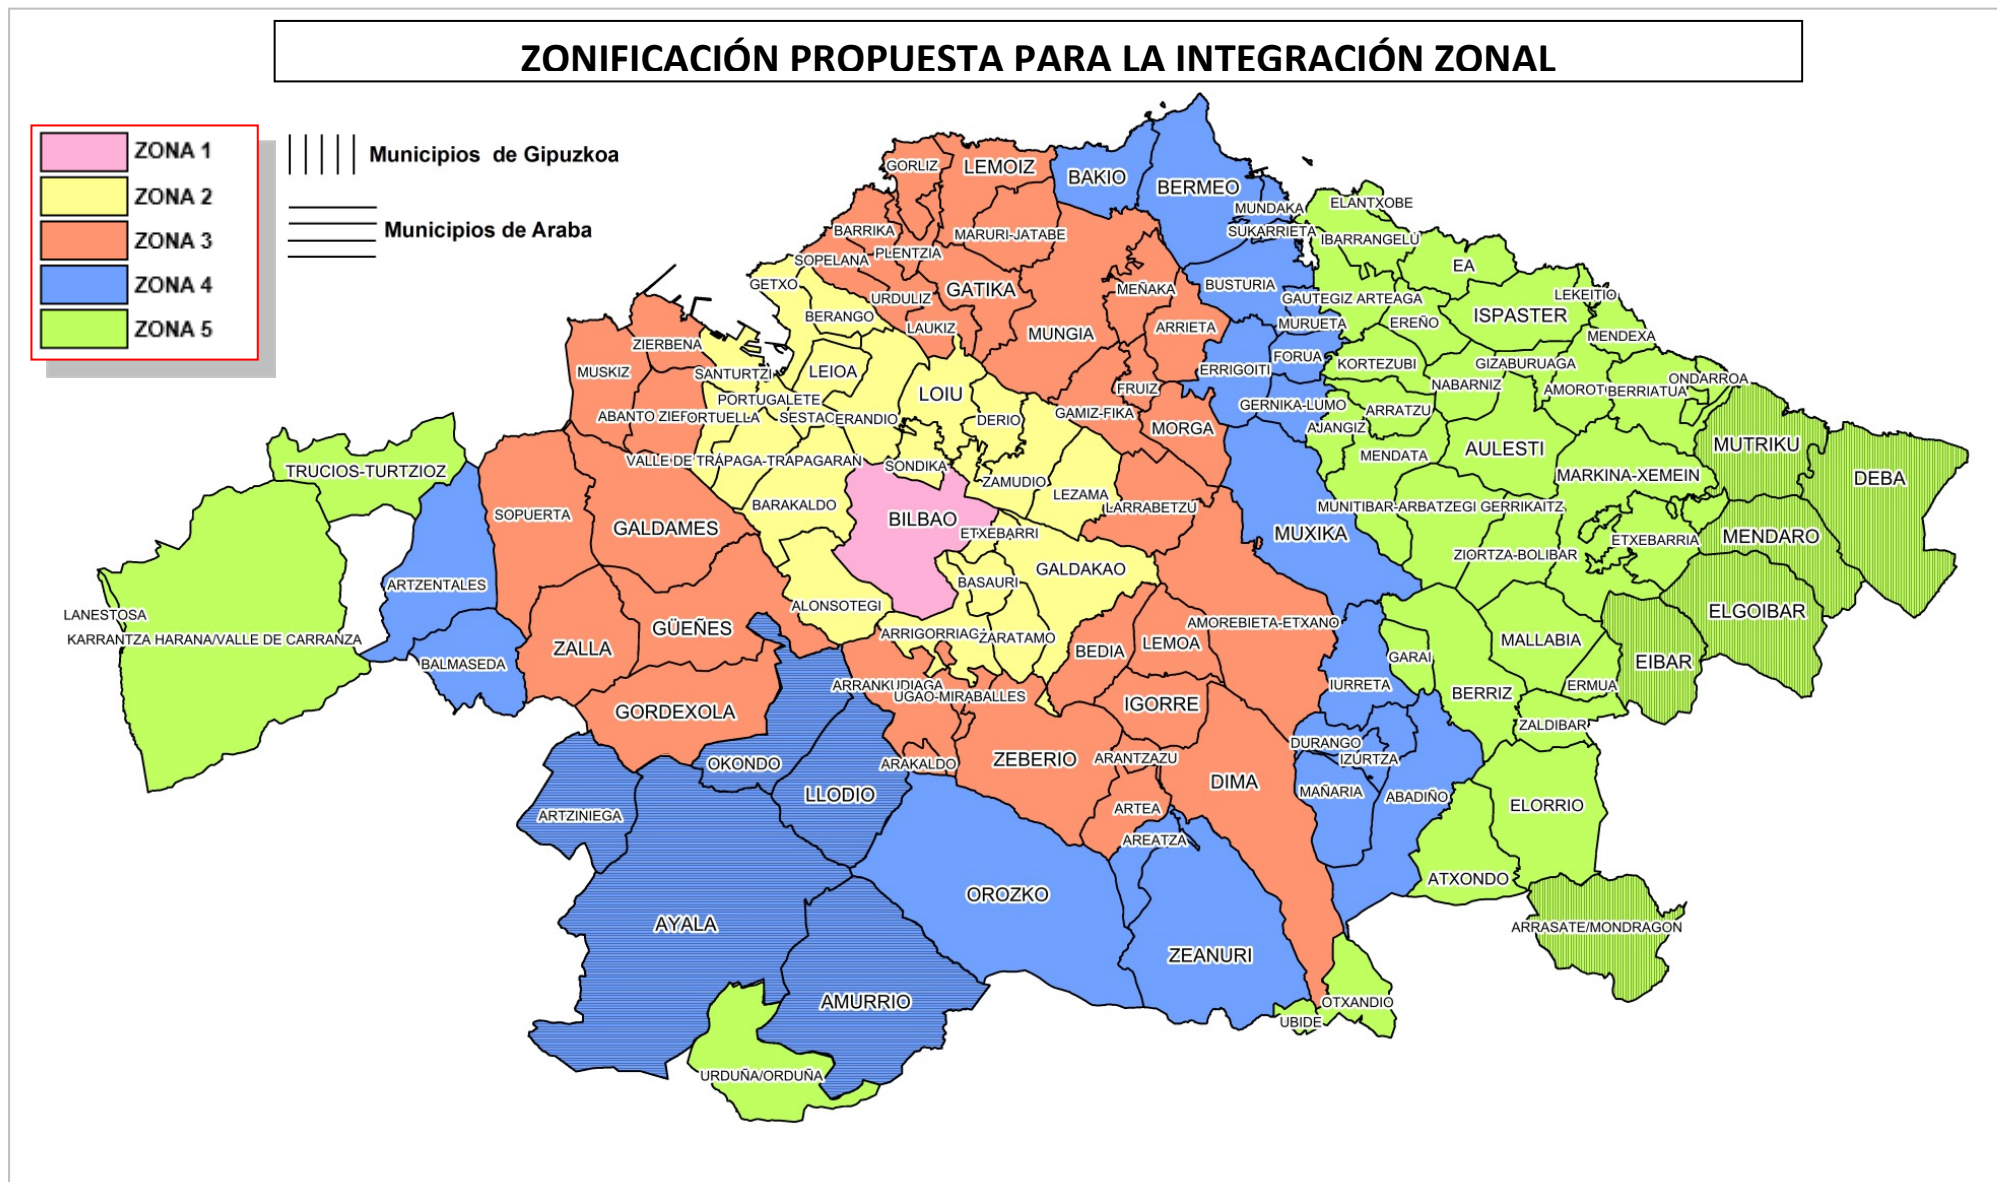 ZONIFICACIÓN PROPUESTA PARA LA INTEGRACIÓN ZONAL
ZONA 1
ZONA 2
ZONA 3
ZONA 4
ZONA 5
Municipios de Gipuzkoa
Municipios de Araba
GORLIZ
LEMOIZ
BAKIO
BERMEO
MUNDAKA
ELANTXOBE
BARRIKA
MARURI-JATABE
SUKARRIETA
IBARRANGELU
PLENTZIA
SOPELANA
EA
GETXO
URDULIZ
GATIKA
MEÑAKA
BUSTURIA
GAUTEGIZ ARTEAGA
LEKEITIO
BERANGO
LAUKIZ
MUNGIA
ARRIETA
MURUETA
EREÑO
ISPASTER
MENDEXA
ZIERBENA
MUSKIZ
SANTURTZI
LEIOA
ERRIGOITI
FORUA
KORTEZUBI
GIZABURUAGA
ONDARROA
PORTUGALETE
LOIU
FRUIZ
NABARNIZ
AMOROTO
BERRIATUA
ABANTO ZIE
ORTUELLA
SESTAO
ERANDIO
DERIO
GAMIZ-FIKA
GERNIKA-LUMO
ARRATZU
MORGA
AJANGIZ
MENDATA
AULESTI
MUTRIKU
VALLE DE TRÁPAGA-TRAPAGARAN
SONDIKA
TRUCIOS-TURTZIOZ
ZAMUDIO
LEZAMA
MARKINA-XEMEIN
DEBA
BARAKALDO
LARRABETZU
MUNITIBAR-ARBATZEGI GERRIKAITZ
SOPUERTA
GALDAMES
BILBAO
ETXEBARRI
MUXIKA
ETXEBARRIA
MENDARO
ZIORTZA-BOLIBAR
ARTZENTALES
BASAURI
GALDAKAO
LANESTOSA
ALONSOTEGI
ELGOIBAR
KARRANTZA HARANA/VALLE DE CARRANZA
GÜEÑES
ARRIGORRIAGA
ZARATAMO
AMOREBIETA-ETXANO
MALLABIA
ZALLA
BEDIA
LEMOA
GARAI
EIBAR
BALMASEDA
ARRANKUDIAGA
UGAO-MIRABALLES
IURRETA
BERRIZ
ERMUA
GORDEXOLA
IGORRE
ZALDIBAR
DURANGO
IZURTZA
OKONDO
ARAKALDO
ZEBERIO
ARANTZAZU
DIMA
LLODIO
MAÑARIA
ABADIÑO
ELORRIO
ARTZINIEGA
ARTEA
AREATZA
ATXONDO
OROZKO
AYALA
ARRASATE/MONDRAGON
ZEANURI
AMURRIO
OTXANDIO
UBIDE
URDUÑA/ORDUÑA